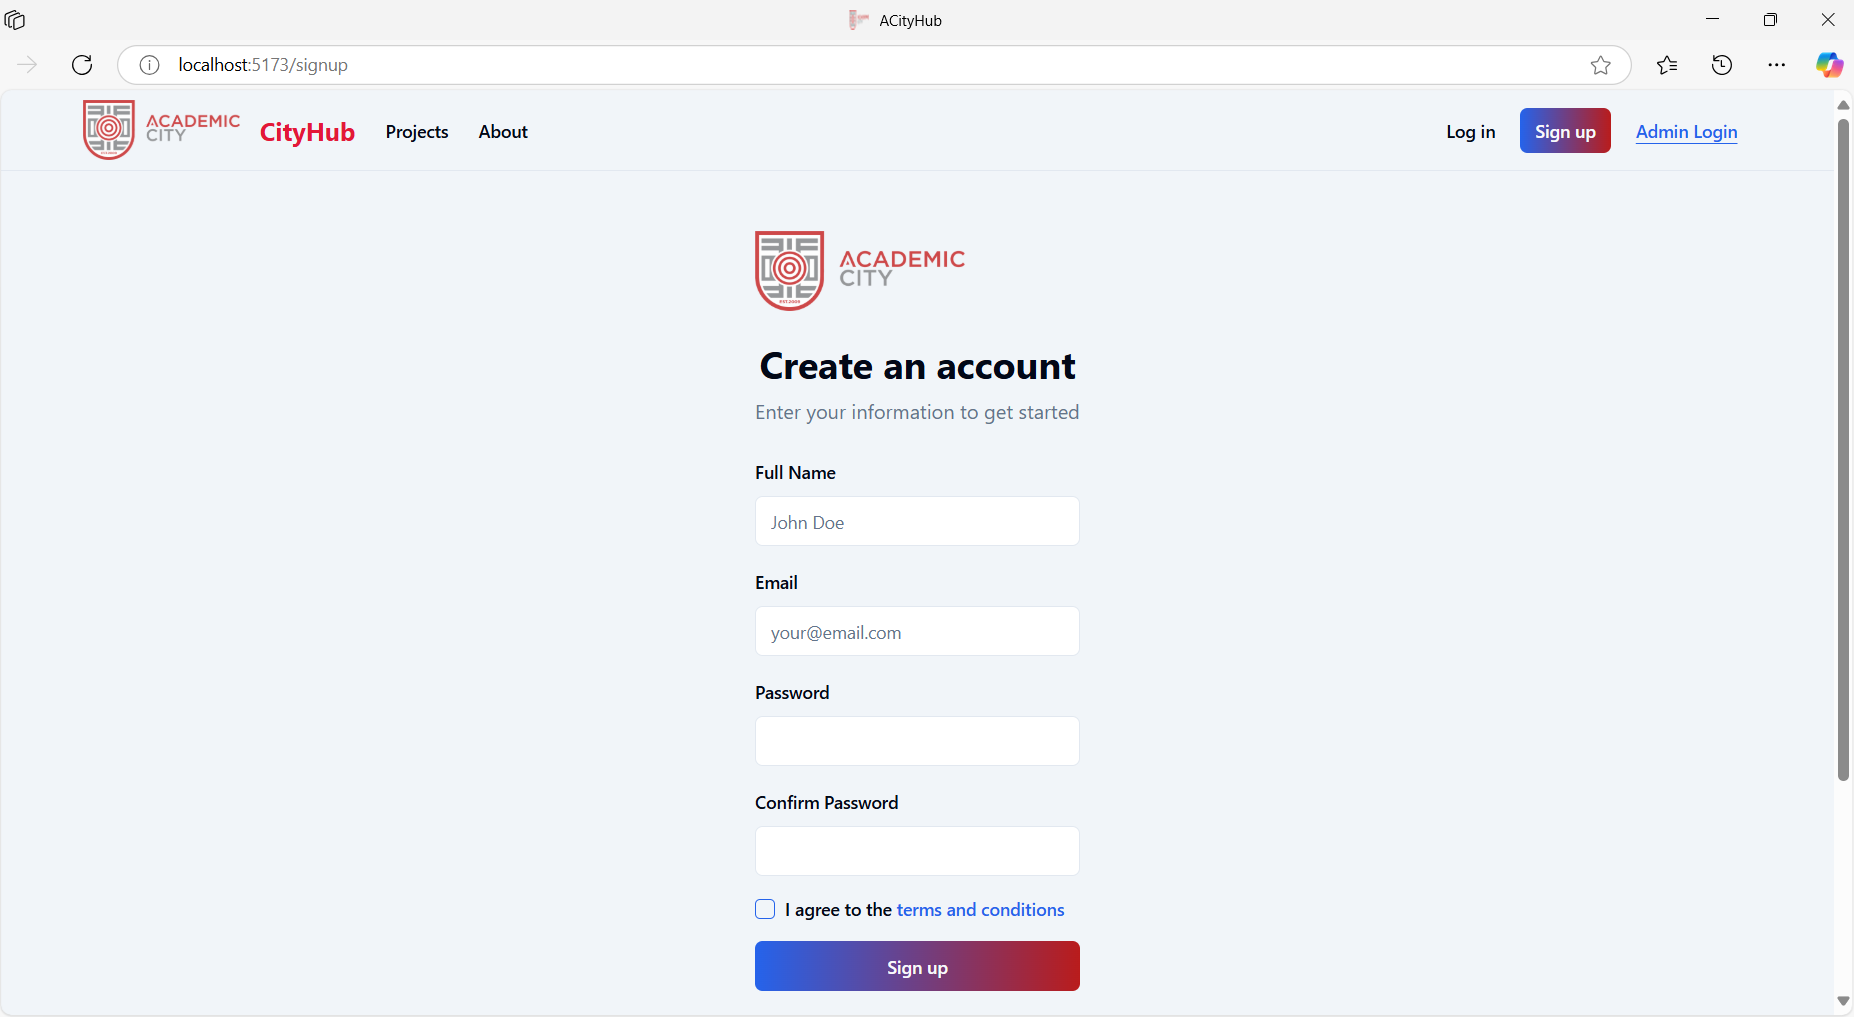 ACityHub
localhost:5173/signup
ACADEMIC
CITY
CityHub
Projects
About
Log in
Sign up
Admin Login
ACADEMIC
CITY
EST.2009
Create an account
Enter your information to get started
Full Name
John Doe
Email
your@email.com
Password
Confirm Password
I agree to the terms and conditions
Sign up